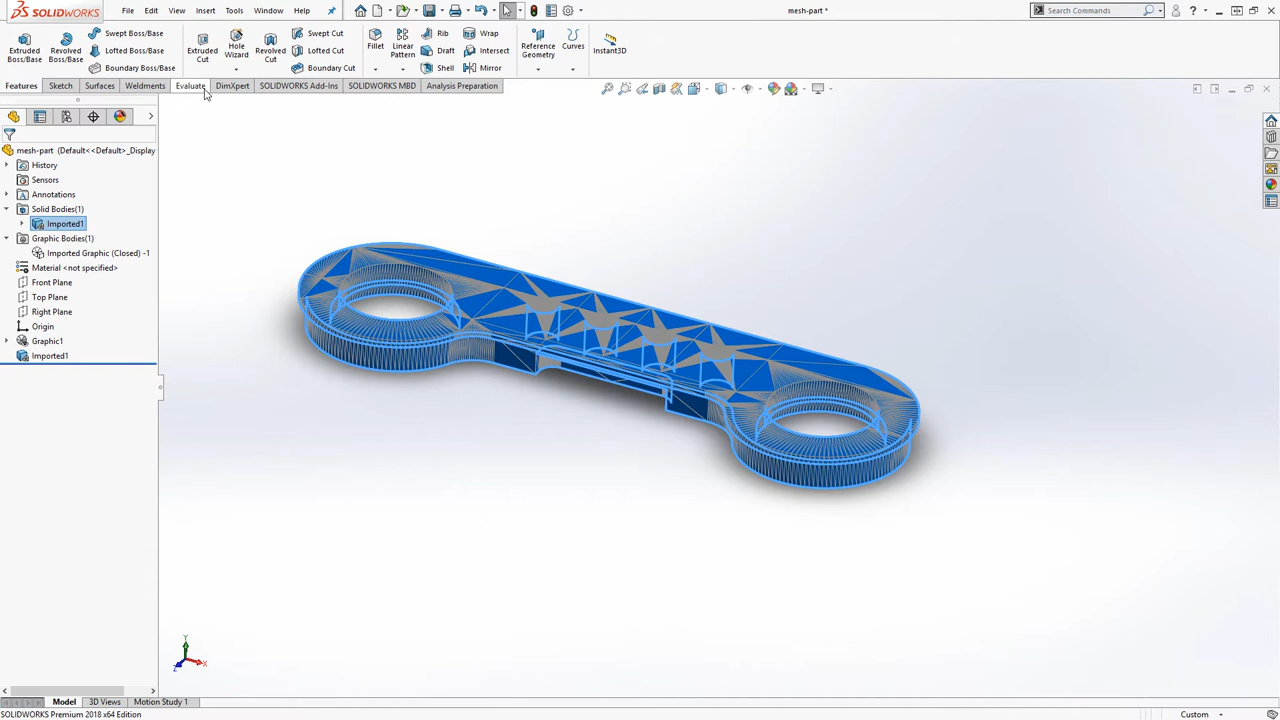 SOLIDWORKS File Edit View Insert Tools Window Help mesh-part * Search Commands
Extruded Boss/Base
Revolved Boss/Base
Swept Boss/Base
Lofted Boss/Base
Boundary Boss/Base
Extruded Cut
Hole Wizard
Revolved Cut
Swept Cut
Lofted Cut
Boundary Cut
Fillet
Linear Pattern
Rib
Draft
Shell
Wrap
Intersect
Mirror
Reference Geometry
Curves
Instant3D
Features Sketch Surfaces Weldments Evaluate DimXpert SOLIDWORKS Add-Ins SOLIDWORKS MBD Analysis Preparation
mesh-part (Default<<Default>_Display
History
Sensors
Annotations
Solid Bodies(1)
Imported1
Graphic Bodies(1)
Imported Graphic (Closed) -1
Material <not specified>
Front Plane
Top Plane
Right Plane
Origin
Graphic1
Imported1
Y
X
Z
Model 3D Views Motion Study 1
SOLIDWORKS Premium 2018 x64 Edition Custom